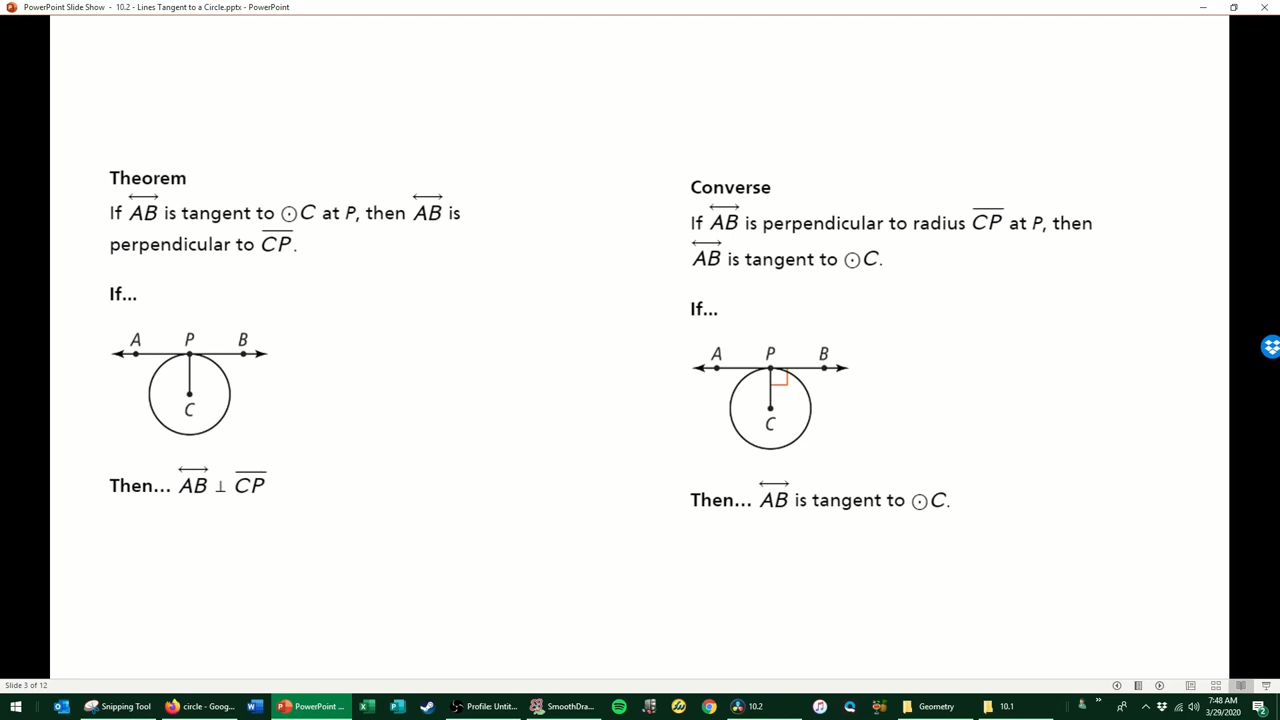 PowerPoint Slide Show - 10.2 - Lines Tangent to a Circle.pptx - PowerPoint
Theorem
If AB is tangent to ⊙C at P, then AB is
perpendicular to CP.
If...
A P B
C
Then... AB ⊥ CP
Converse
If AB is perpendicular to radius CP at P, then
AB is tangent to ⊙C.
If...
A P B
C
Then... AB is tangent to ⊙C.
Slide 3 of 12
Snipping Tool
circle - Goog...
PowerPoint ...
Profile: Untit...
SmoothDra...
10.2
Geometry
10.1
7:48 AM
3/29/2020
2